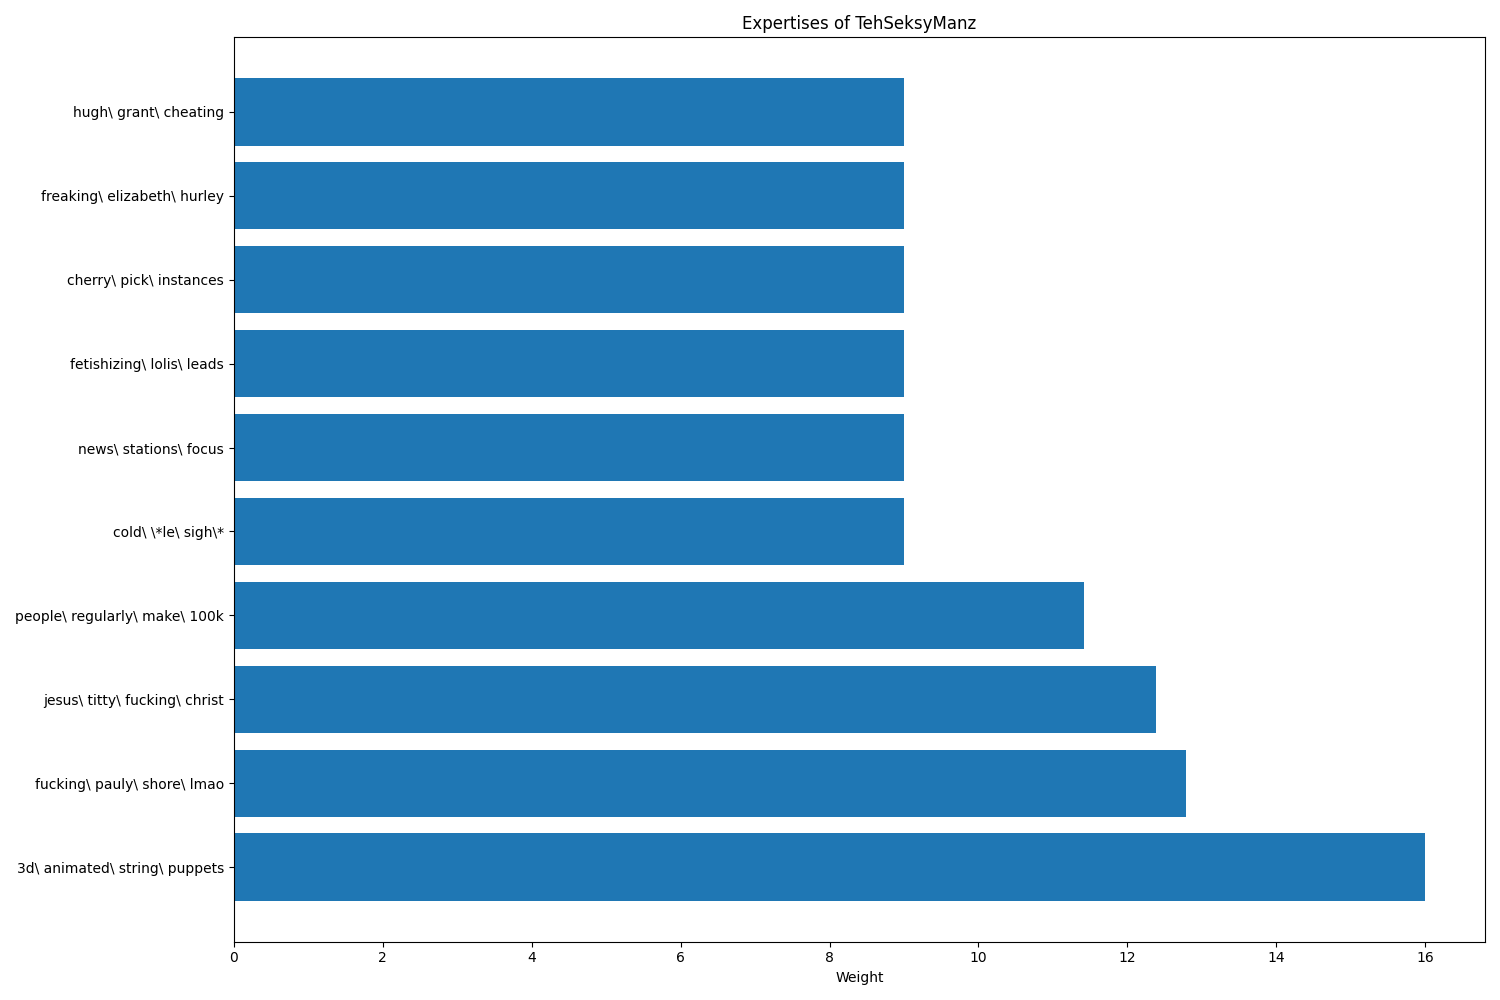 Expertises of TehSeksyManz
hugh\ grant\ cheating
freaking\ elizabeth\ hurley
cherry\ pick\ instances
fetishizing\ lolis\ leads
news\ stations\ focus
cold\ \*le\ sigh\*
people\ regularly\ make\ 100k
jesus\ titty\ fucking\ christ
fucking\ pauly\ shore\ lmao
3d\ animated\ string\ puppets
0 2 4 6 8 10 12 14 16
Weight